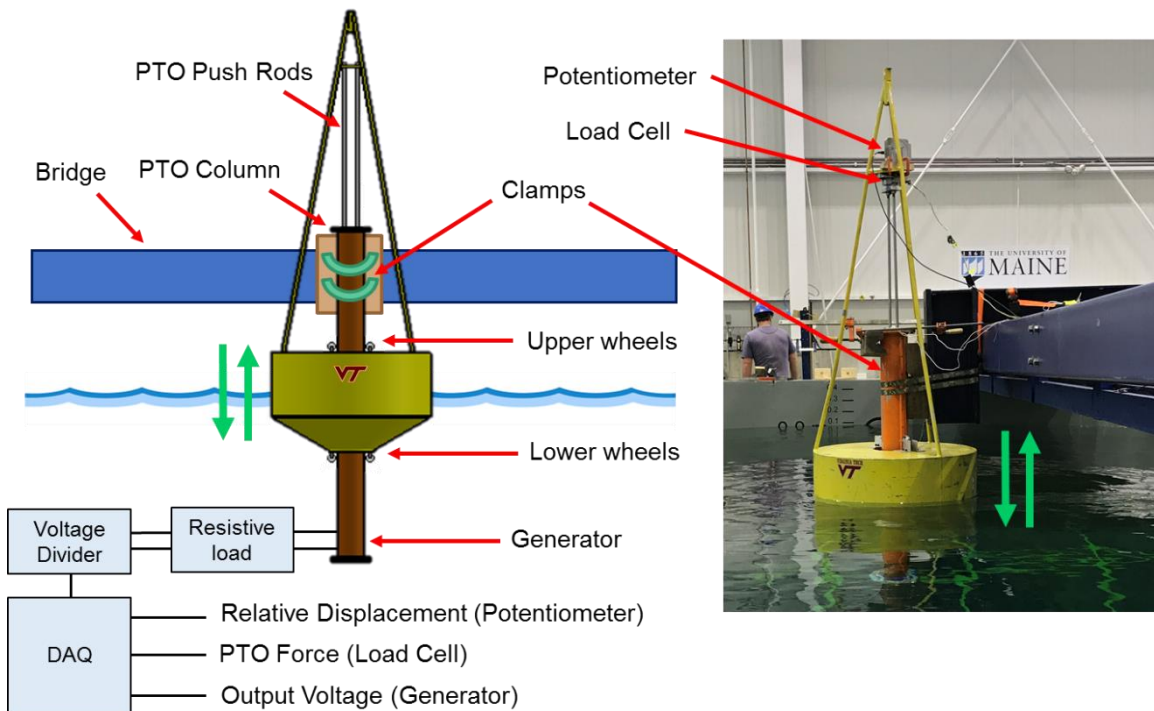 PTO Push Rods
Potentiometer
Load Cell
Bridge
PTO Column
Clamps
THE UNIVERSITY OF
MAINE
Upper wheels
VT
Lower wheels
VT
Voltage
Divider
Resistive
load
Generator
DAQ
Relative Displacement (Potentiometer)
PTO Force (Load Cell)
Output Voltage (Generator)